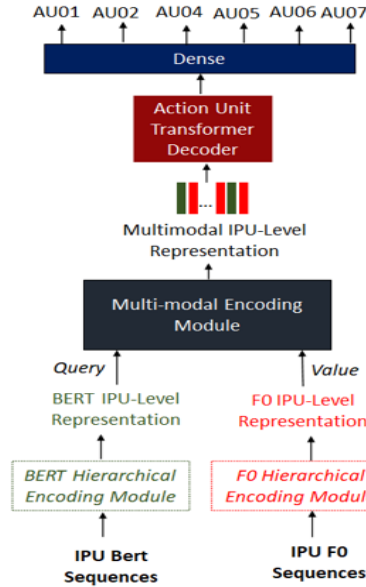 AU01 AU02 AU04 AU05 AU06 AU07
Dense
Action Unit
Transformer
Decoder
...
Multimodal IPU-Level
Representation
Multi-modal Encoding
Module
Query Value
BERT IPU-Level
Representation
F0 IPU-Level
Representation
BERT Hierarchical
Encoding Module
F0 Hierarchical
Encoding Module
IPU Bert
Sequences
IPU F0
Sequences